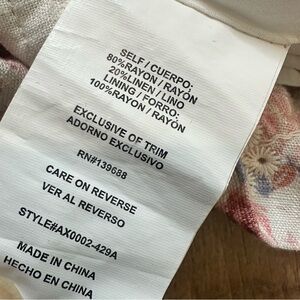 SELF / CUERPO:
80%RAYON / RAYÓN
20%LINEN / LINO
LINING / FORRO:
100%RAYON / RAYÓN
EXCLUSIVE OF TRIM
ADORNO EXCLUSIVO
RN#139688
CARE ON REVERSE
VER AL REVERSO
STYLE#AX0002-429A
MADE IN CHINA
HECHO EN CHINA